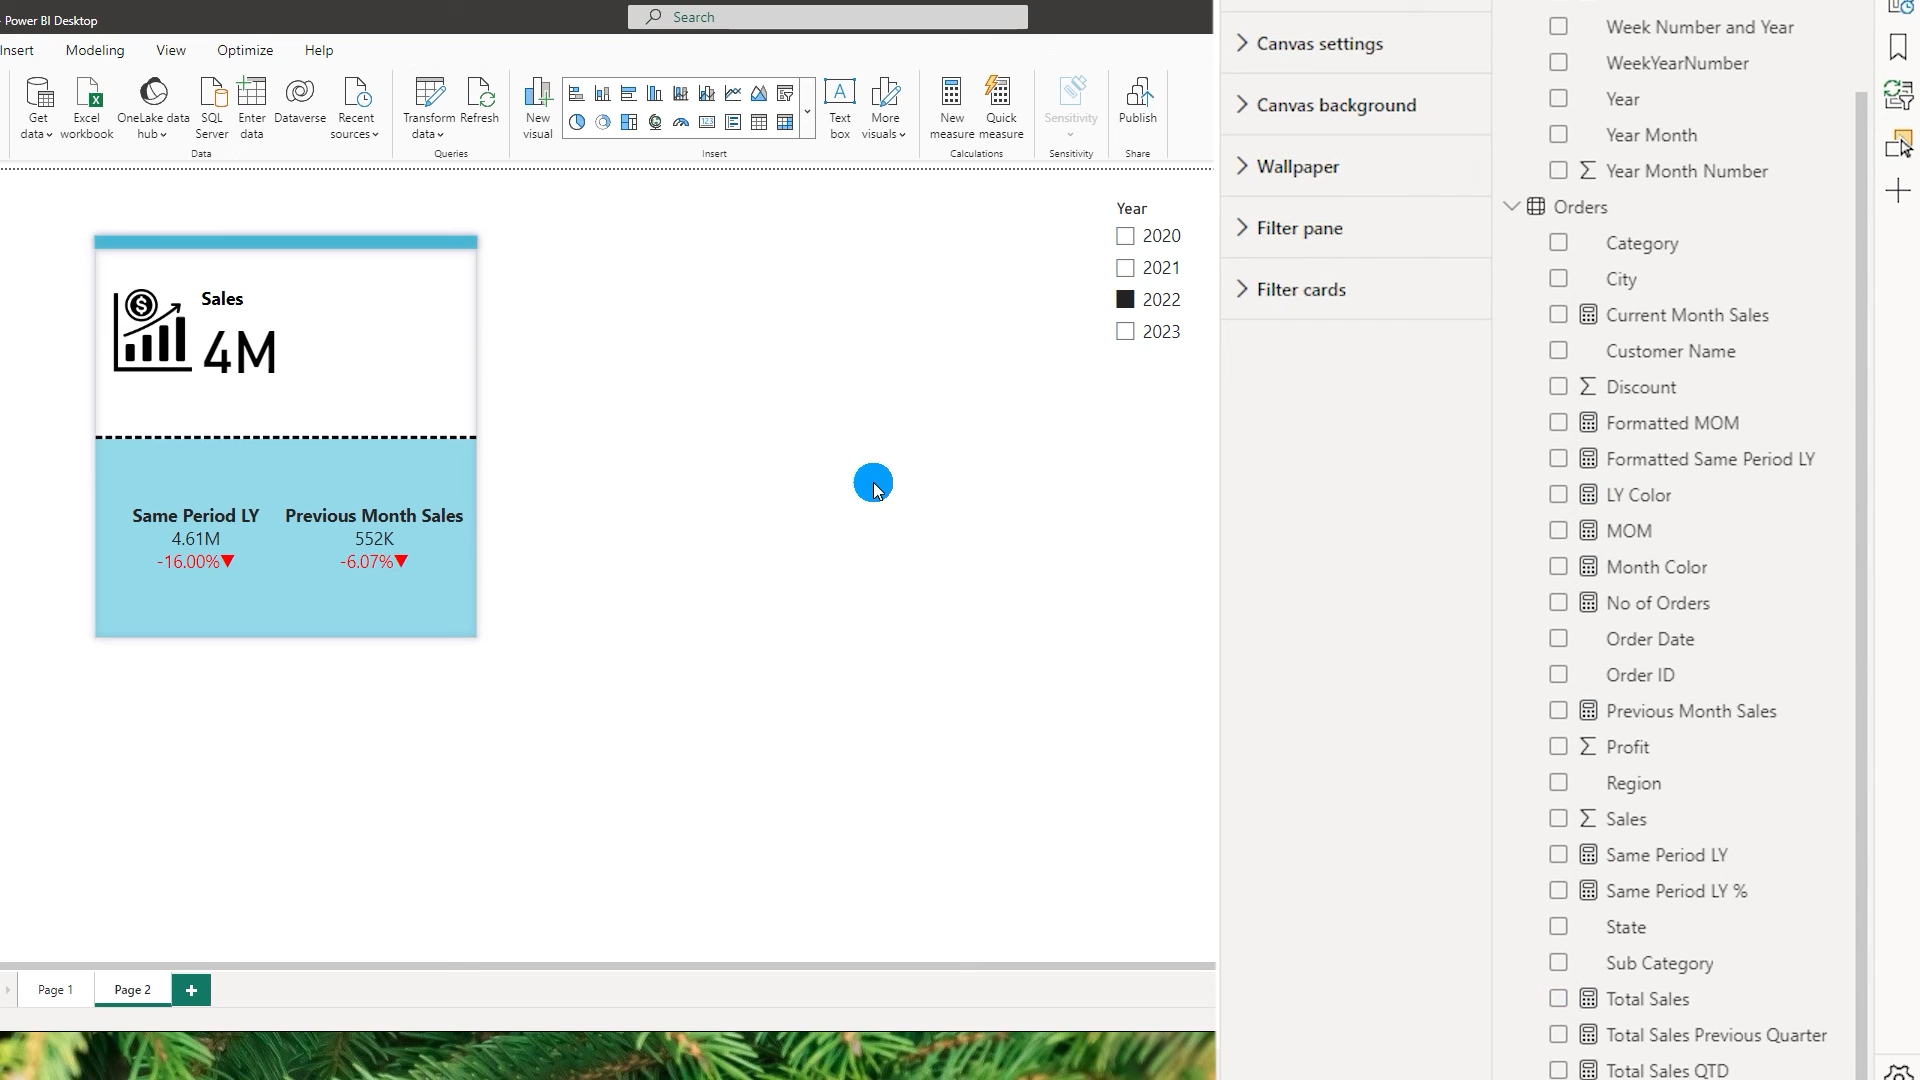 - Power BI Desktop
Search
Insert
Modeling
View
Optimize
Help
Get data
Excel workbook
OneLake data hub
SQL Server
Enter data
Dataverse
Recent sources
Transform data
Refresh
New visual
Text box
More visuals
New measure
Quick measure
Sensitivity
Publish
Data
Queries
Insert
Calculations
Sensitivity
Share
Year
2020
2021
2022
2023
Sales
4M
Same Period LY
4.61M
-16.00%▼
Previous Month Sales
552K
-6.07%▼
Page 1
Page 2
Canvas settings
Canvas background
Wallpaper
Filter pane
Filter cards
Week Number and Year
WeekYearNumber
Year
Year Month
Year Month Number
Orders
Category
City
Current Month Sales
Customer Name
Discount
Formatted MOM
Formatted Same Period LY
LY Color
MOM
Month Color
No of Orders
Order Date
Order ID
Previous Month Sales
Profit
Region
Sales
Same Period LY
Same Period LY %
State
Sub Category
Total Sales
Total Sales Previous Quarter
Total Sales QTD